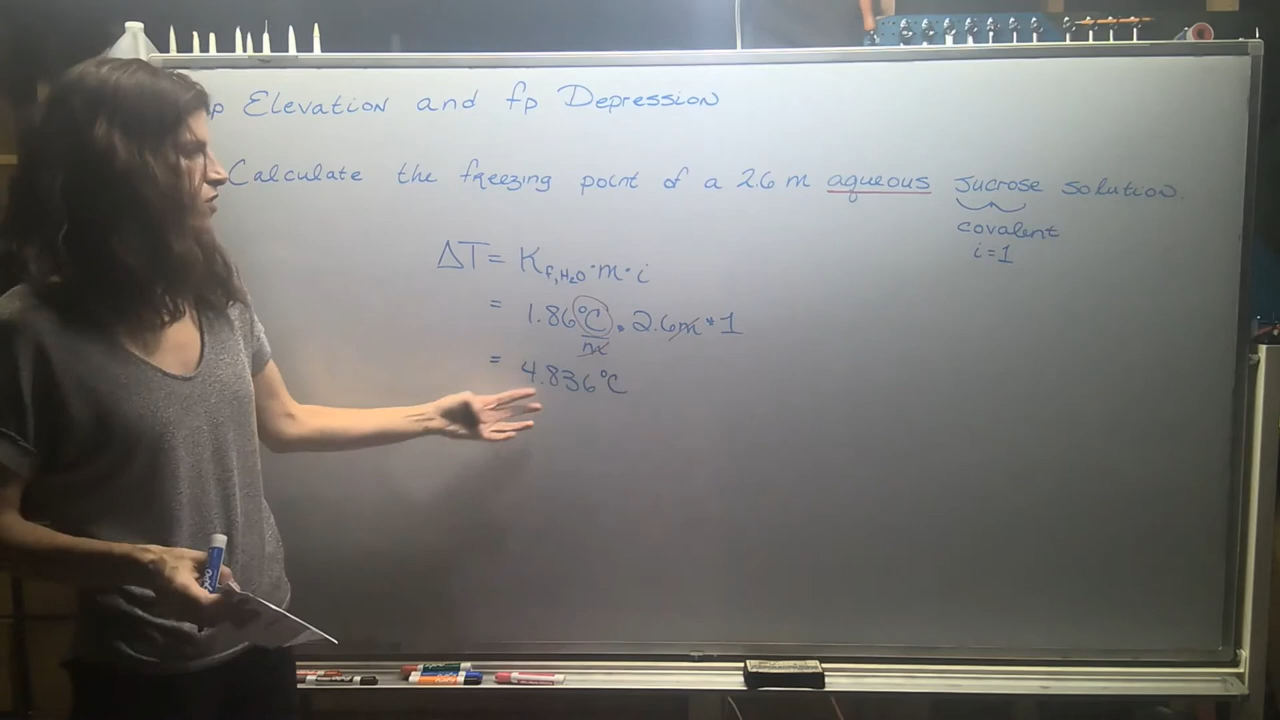 p Elevation and fp Depression
Calculate the freezing point of a 2.6 m aqueous sucrose solution.
covalent
i=1
ΔT = Kf,H₂O · m · i
= 1.86 °C/m · 2.6 m * 1
= 4.836°C